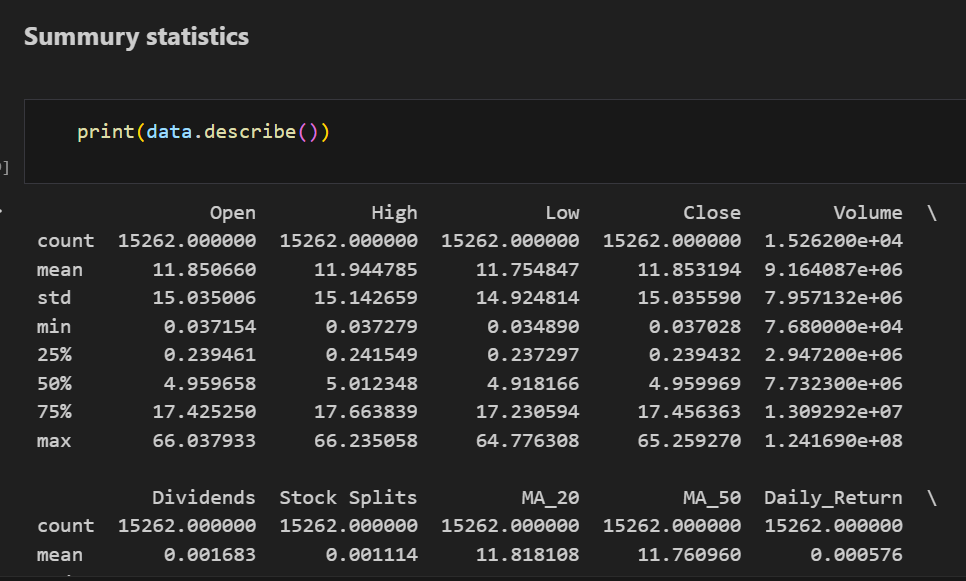 Summury statistics
print(data.describe())
]
Open High Low Close Volume \
count 15262.000000 15262.000000 15262.000000 15262.000000 1.526200e+04
mean 11.850660 11.944785 11.754847 11.853194 9.164087e+06
std 15.035006 15.142659 14.924814 15.035590 7.957132e+06
min 0.037154 0.037279 0.034890 0.037028 7.680000e+04
25% 0.239461 0.241549 0.237297 0.239432 2.947200e+06
50% 4.959658 5.012348 4.918166 4.959969 7.732300e+06
75% 17.425250 17.663839 17.230594 17.456363 1.309292e+07
max 66.037933 66.235058 64.776308 65.259270 1.241690e+08
Dividends Stock Splits MA_20 MA_50 Daily_Return \
count 15262.000000 15262.000000 15262.000000 15262.000000 15262.000000
mean 0.001683 0.001114 11.818108 11.760960 0.000576